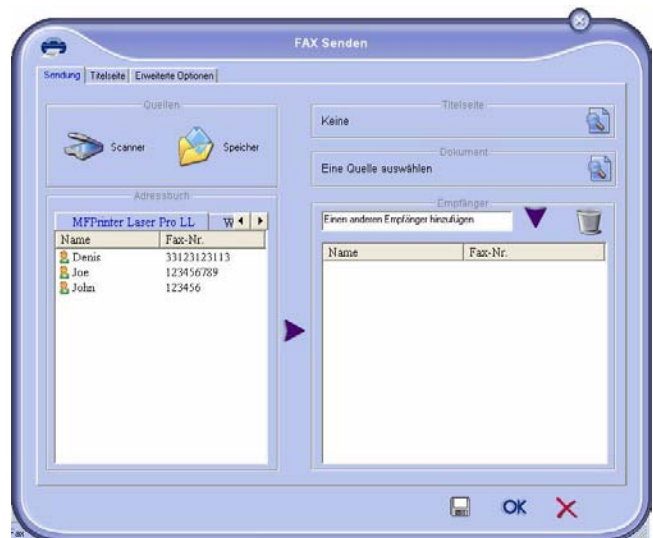 FAX Senden
Sendung Titelseite Erweiterte Optionen
Quellen
Scanner Speicher
Titelseite
Keine
Dokument
Eine Quelle auswählen
Adressbuch
MFPrinter Laser Pro LL W
Name Fax-Nr.
Denis 33123123113
Joe 123456789
John 123456
Empfänger
Einen anderen Empfänger hinzufügen
Name Fax-Nr.
OK
Fax